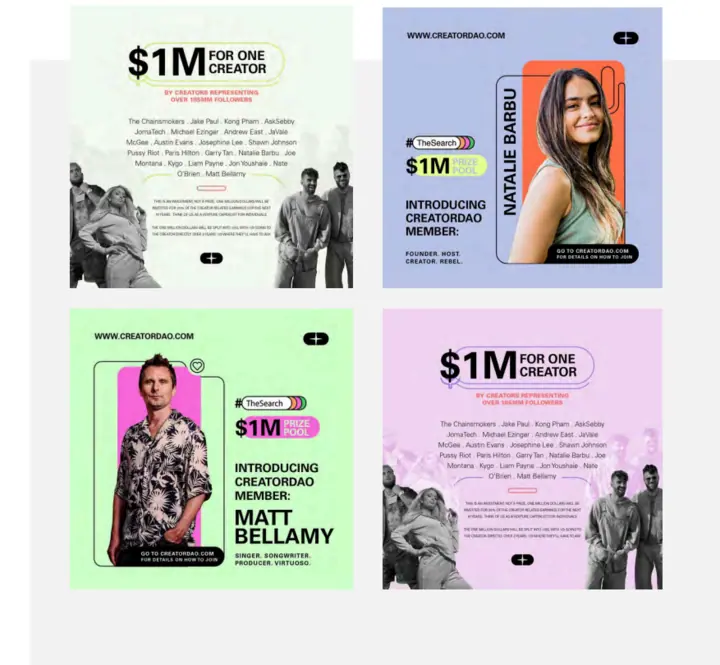 $1M FOR ONE
CREATOR
BY CREATORS REPRESENTING
The Chainsmokers . Jake Paul . Kong Pham . AskSebby
JomaTech . Michael Ezinger . Andrew East . JaVale
McGee . Austin Evans . Josephine Lee . Shawn Johnson
Pussy Riot . Paris Hilton . Garry Tan . Natalie Barbu . Joe
Montana . Kygo . Liam Payne . Jon Youshaie . Nate
O'Brien . Matt Bellamy
WWW.CREATORDAO.COM
#TheSearch
$1M PRIZE
POOL
NATALIE BARBU
INTRODUCING
CREATORDAO
MEMBER:
FOUNDER. HOST.
CREATOR. REBEL.
GO TO CREATORDAO.COM
FOR DETAILS ON HOW TO JOIN
WWW.CREATORDAO.COM
#TheSearch
$1M PRIZE
POOL
INTRODUCING
CREATORDAO
MEMBER:
MATT
BELLAMY
SINGER. SONGWRITER.
PRODUCER. VIRTUOSO.
GO TO CREATORDAO.COM
FOR DETAILS ON HOW TO JOIN
$1M FOR ONE
CREATOR
BY CREATORS REPRESENTING
The Chainsmokers . Jake Paul . Kong Pham . AskSebby
JomaTech . Michael Ezinger . Andrew East . JaVale
McGee . Austin Evans . Josephine Lee . Shawn Johnson
Pussy Riot . Paris Hilton . Garry Tan . Natalie Barbu . Joe
Montana . Kygo . Liam Payne . Jon Youshaie . Nate
O'Brien . Matt Bellamy